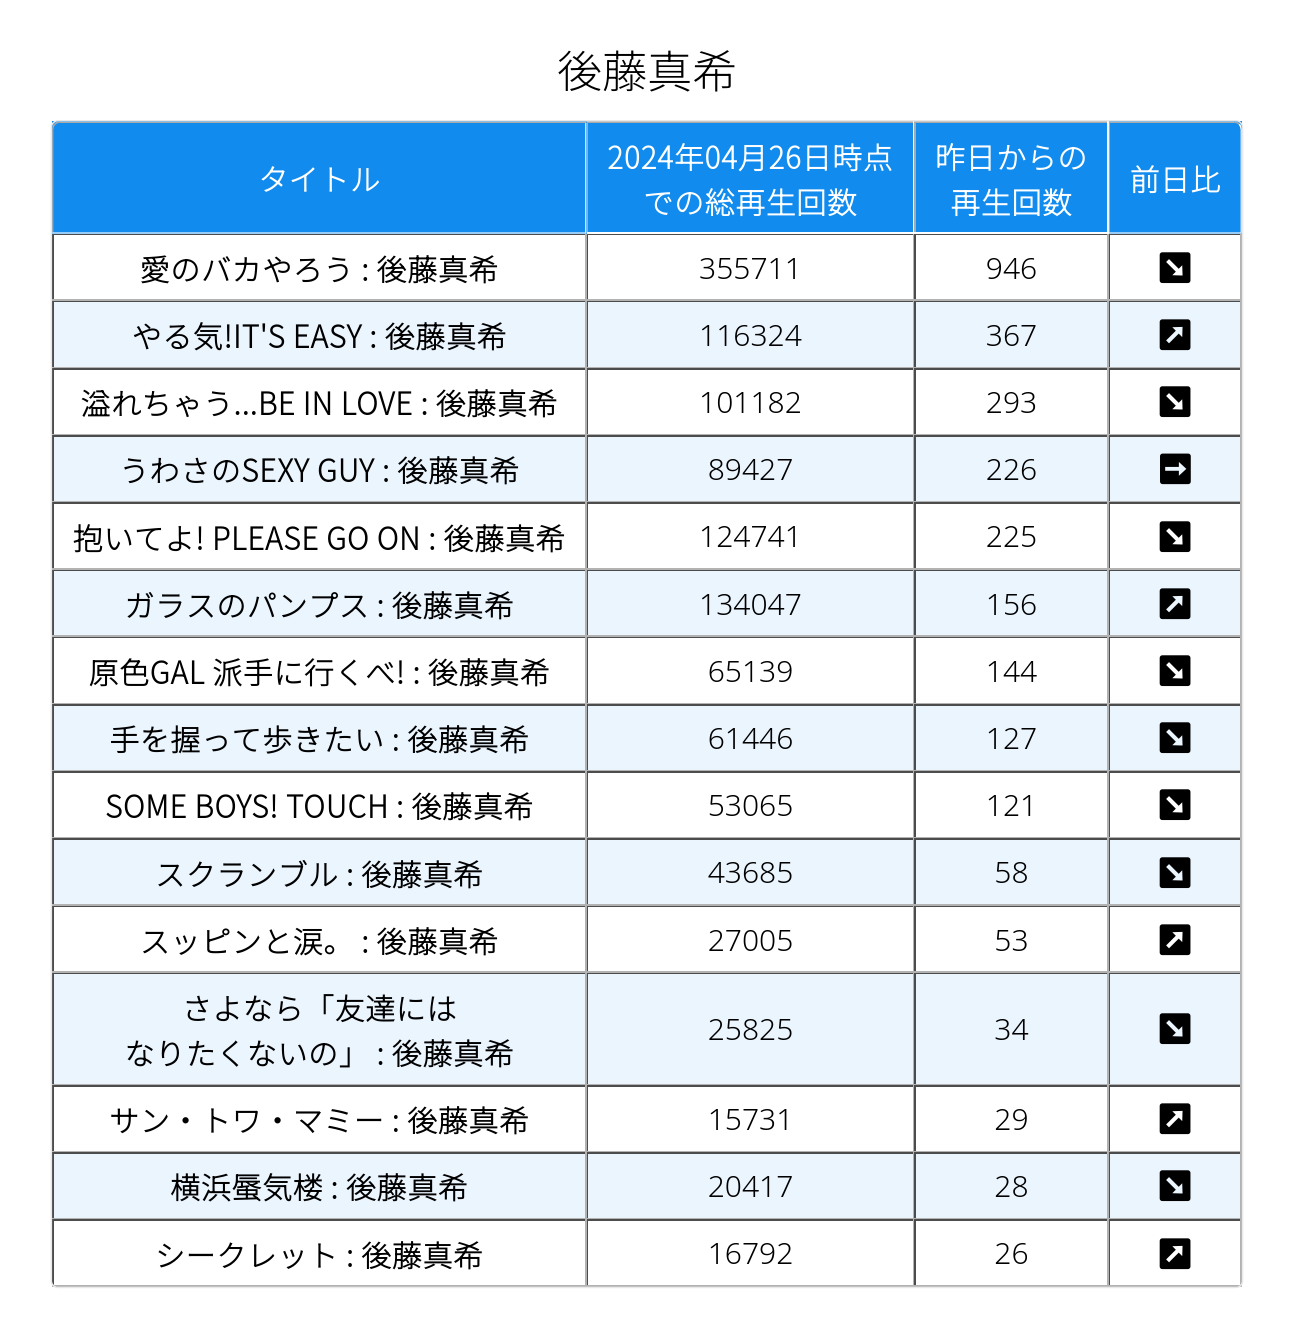 後藤真希
タイトル
2024年04月26日時点
での総再生回数
昨日からの
再生回数
前日比
愛のバカやろう : 後藤真希 355711 946 ↘
やる気!IT'S EASY : 後藤真希 116324 367 ↗
溢れちゃう...BE IN LOVE : 後藤真希 101182 293 ↘
うわさのSEXY GUY : 後藤真希 89427 226 →
抱いてよ! PLEASE GO ON : 後藤真希 124741 225 ↘
ガラスのパンプス : 後藤真希 134047 156 ↗
原色GAL 派手に行くべ! : 後藤真希 65139 144 ↘
手を握って歩きたい : 後藤真希 61446 127 ↘
SOME BOYS! TOUCH : 後藤真希 53065 121 ↘
スクランブル : 後藤真希 43685 58 ↘
スッピンと涙。 : 後藤真希 27005 53 ↗
さよなら「友達には
なりたくないの」 : 後藤真希 25825 34 ↘
サン・トワ・マミー : 後藤真希 15731 29 ↗
横浜蜃気楼 : 後藤真希 20417 28 ↘
シークレット : 後藤真希 16792 26 ↗